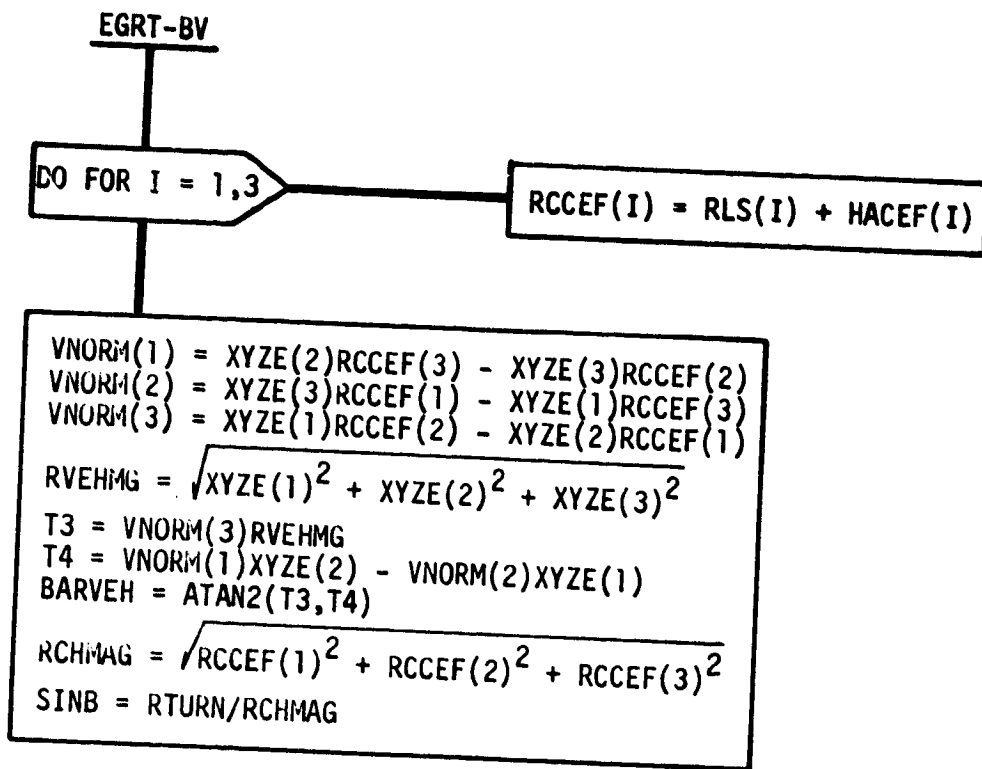 EGRT-BV
DO FOR I = 1,3
RCCEF(I) = RLS(I) + HACEF(I)
VNORM(1) = XYZE(2)RCCEF(3) - XYZE(3)RCCEF(2)
VNORM(2) = XYZE(3)RCCEF(1) - XYZE(1)RCCEF(3)
VNORM(3) = XYZE(1)RCCEF(2) - XYZE(2)RCCEF(1)
RVEHMG = √XYZE(1)² + XYZE(2)² + XYZE(3)²
T3 = VNORM(3)RVEHMG
T4 = VNORM(1)XYZE(2) - VNORM(2)XYZE(1)
BARVEH = ATAN2(T3,T4)
RCHMAG = √RCCEF(1)² + RCCEF(2)² + RCCEF(3)²
SINB = RTURN/RCHMAG